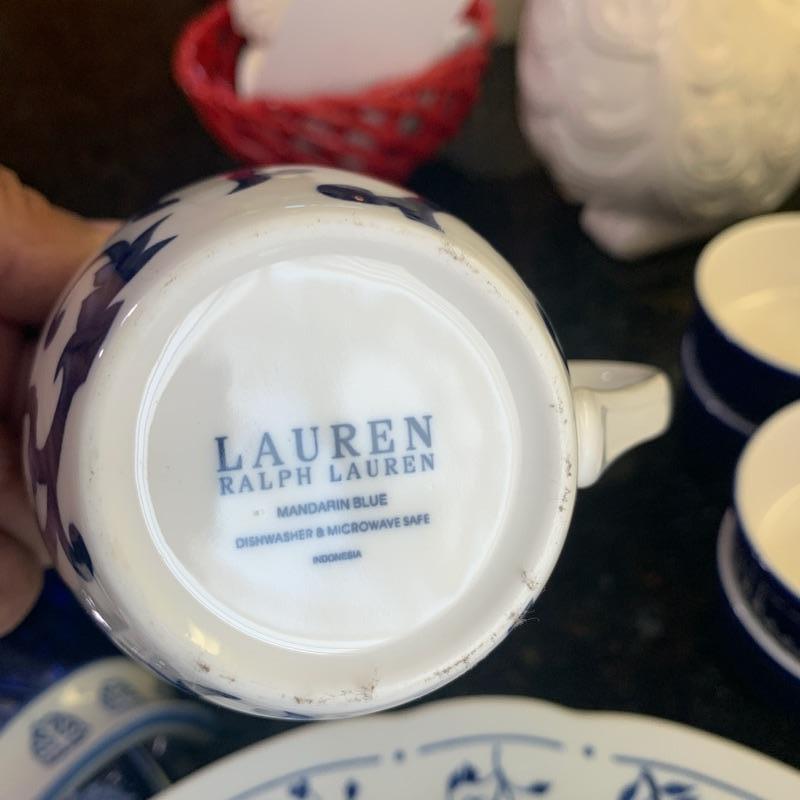 LAUREN
RALPH LAUREN
MANDARIN BLUE
DISHWASHER & MICROWAVE SAFE
INDONESIA